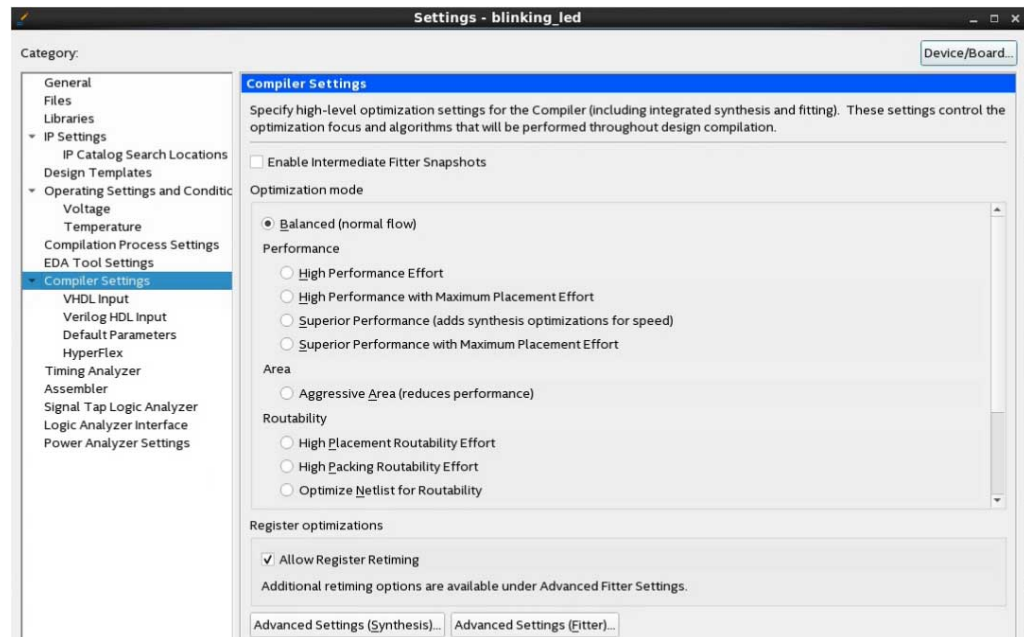 Settings - blinking_led
Category:
Device/Board...
General
Files
Libraries
IP Settings
IP Catalog Search Locations
Design Templates
Operating Settings and Conditic
Voltage
Temperature
Compilation Process Settings
EDA Tool Settings
Compiler Settings
VHDL Input
Verilog HDL Input
Default Parameters
HyperFlex
Timing Analyzer
Assembler
Signal Tap Logic Analyzer
Logic Analyzer Interface
Power Analyzer Settings
Compiler Settings
Specify high-level optimization settings for the Compiler (including integrated synthesis and fitting). These settings control the
optimization focus and algorithms that will be performed throughout design compilation.
Enable Intermediate Fitter Snapshots
Optimization mode
Balanced (normal flow)
Performance
High Performance Effort
High Performance with Maximum Placement Effort
Superior Performance (adds synthesis optimizations for speed)
Superior Performance with Maximum Placement Effort
Area
Aggressive Area (reduces performance)
Routability
High Placement Routability Effort
High Packing Routability Effort
Optimize Netlist for Routability
Register optimizations
Allow Register Retiming
Additional retiming options are available under Advanced Fitter Settings.
Advanced Settings (Synthesis)...
Advanced Settings (Fitter)...